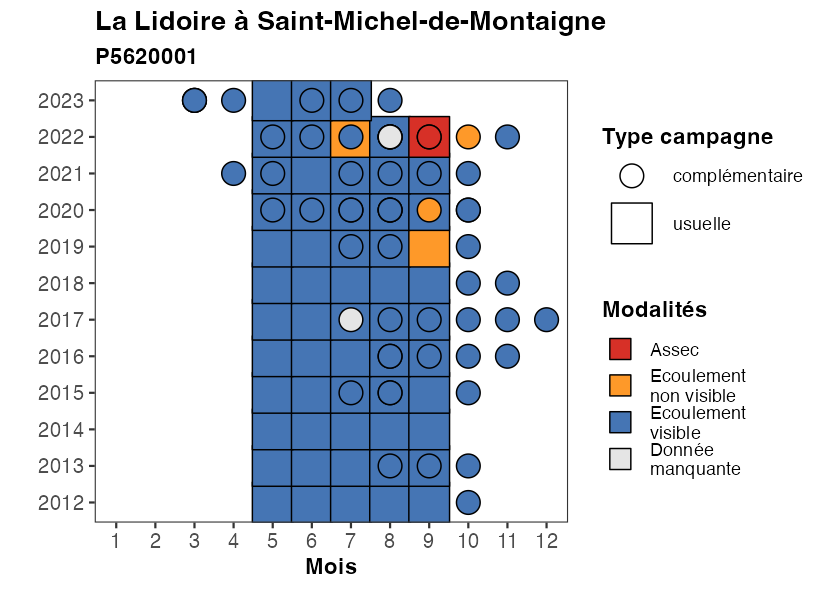 La Lidoire à Saint-Michel-de-Montaigne
P5620001
2023
2022
2021
2020
2019
2018
2017
2016
2015
2014
2013
2012
1 2 3 4 5 6 7 8 9 10 11 12
Mois
Type campagne
complémentaire
usuelle
Modalités
Assec
Ecoulement
non visible
Ecoulement
visible
Donnée
manquante